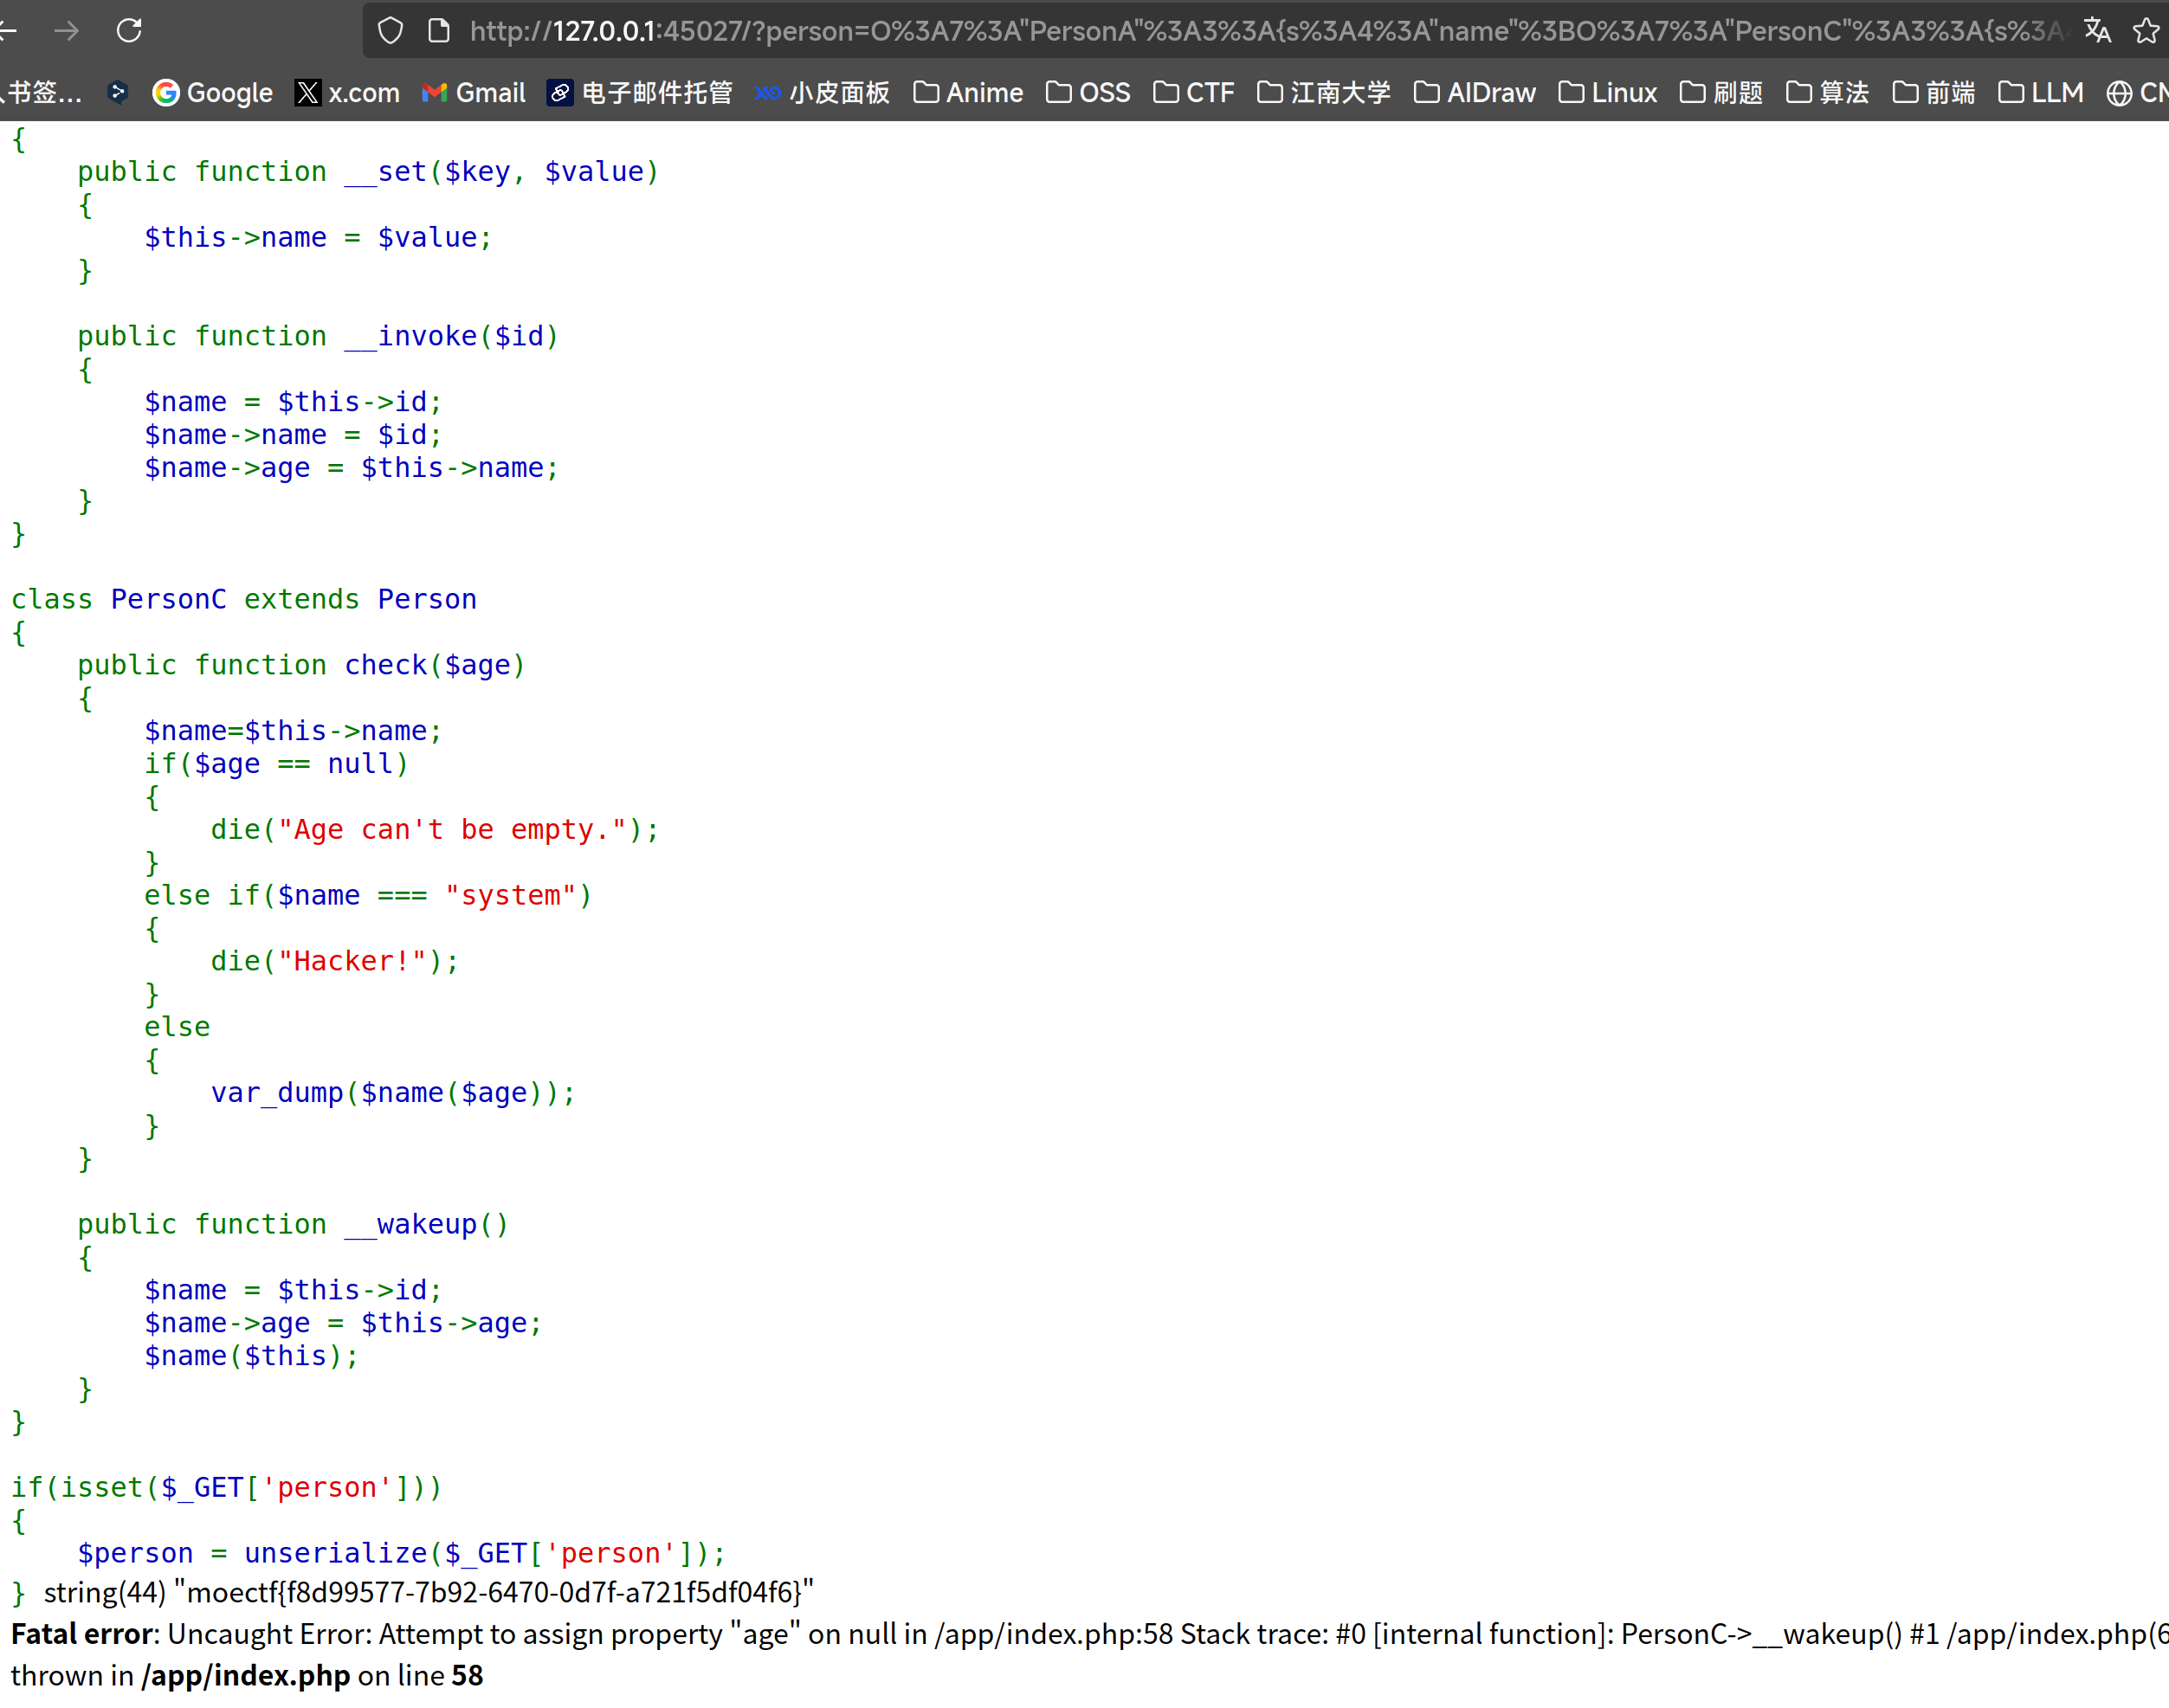 http://127.0.0.1:45027/?person=O%3A7%3A"PersonA"%3A3%3A{s%3A4%3A"name"%3BO%3A7%3A"PersonC"%3A3%3A{s%3A
书签... Google x.com Gmail 电子邮件托管 小皮面板 Anime OSS CTF 江南大学 AIDraw Linux 刷题 算法 前端 LLM
{
    public function __set($key, $value)
    {
        $this->name = $value;
    }

    public function __invoke($id)
    {
        $name = $this->id;
        $name->name = $id;
        $name->age = $this->name;
    }
}

class PersonC extends Person
{
    public function check($age)
    {
        $name=$this->name;
        if($age == null)
        {
            die("Age can't be empty.");
        }
        else if($name === "system")
        {
            die("Hacker!");
        }
        else
        {
            var_dump($name($age));
        }
    }

    public function __wakeup()
    {
        $name = $this->id;
        $name->age = $this->age;
        $name($this);
    }
}

if(isset($_GET['person']))
{
    $person = unserialize($_GET['person']);
} string(44) "moectf{f8d99577-7b92-6470-0d7f-a721f5df04f6}"
Fatal error: Uncaught Error: Attempt to assign property "age" on null in /app/index.php:58 Stack trace: #0 [internal function]: PersonC->__wakeup() #1 /app/index.php(6
thrown in /app/index.php on line 58